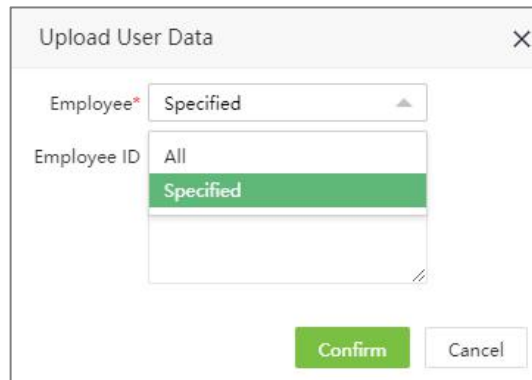 Upload User Data
Employee* Specified
Employee ID All
Specified
Confirm Cancel